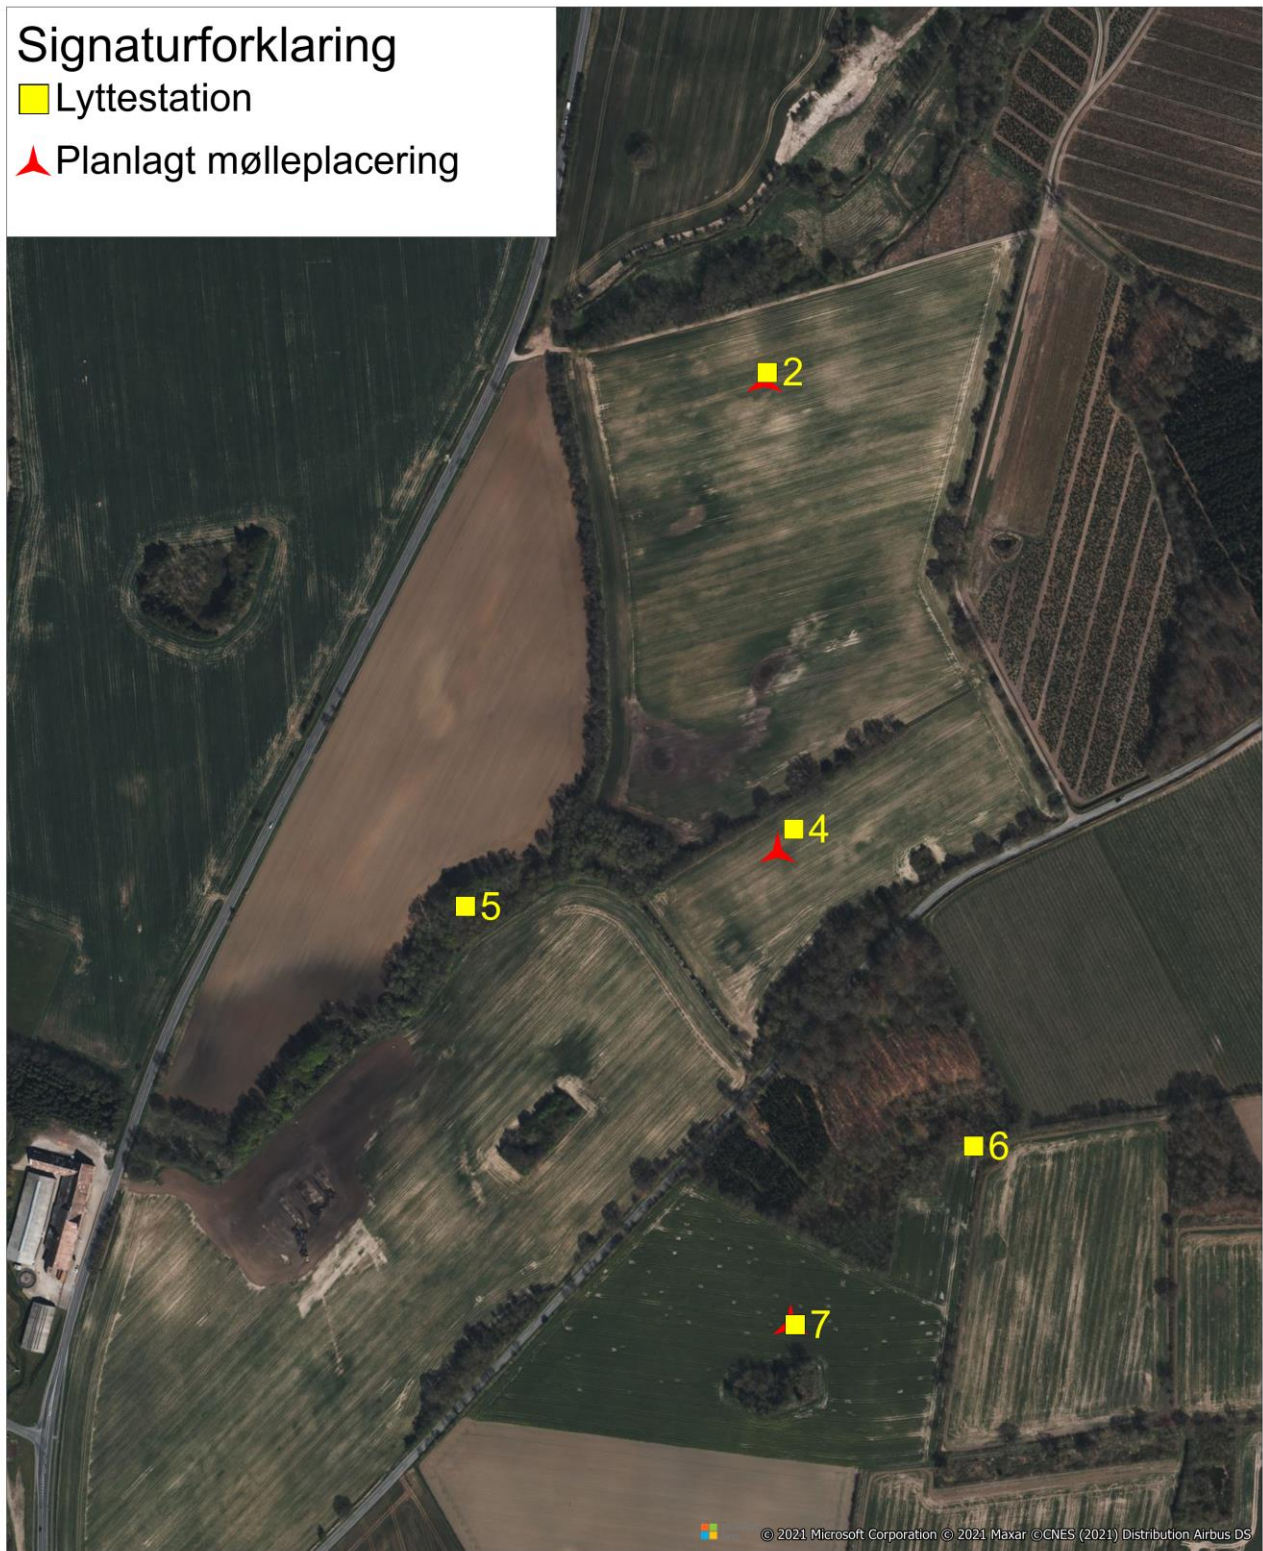 Signaturforklaring
Lyttestation
Planlagt mølleplacering
2
4
5
6
7
© 2021 Microsoft Corporation © 2021 Maxar ©CNES (2021) Distribution Airbus DS